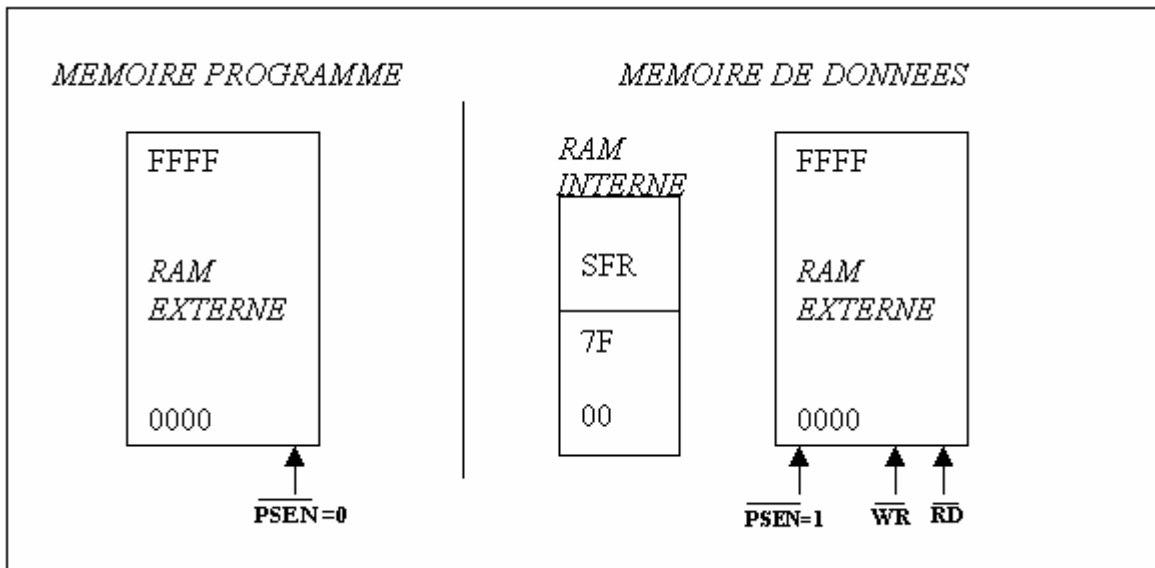 MEMOIRE PROGRAMME
FFFF
RAM
EXTERNE
0000
PSEN=0
MEMOIRE DE DONNEES
RAM
INTERNE
SFR
7F
00
FFFF
RAM
EXTERNE
0000
PSEN=1
WR
RD